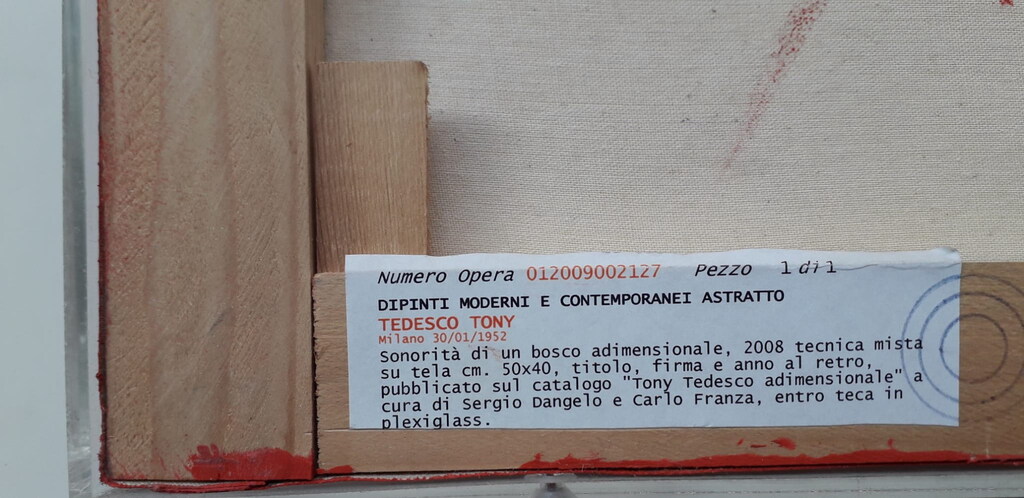 Numero Opera 012009002127 Pezzo 1 di 1
DIPINTI MODERNI E CONTEMPORANEI ASTRATTO
TEDESCO TONY
Milano 30/01/1952
Sonorità di un bosco adimensionale, 2008 tecnica mista
su tela cm. 50x40, titolo, firma e anno al retro,
pubblicato sul catalogo "Tony Tedesco adimensionale" a
cura di Sergio Dangelo e Carlo Franza, entro teca in
plexiglass.